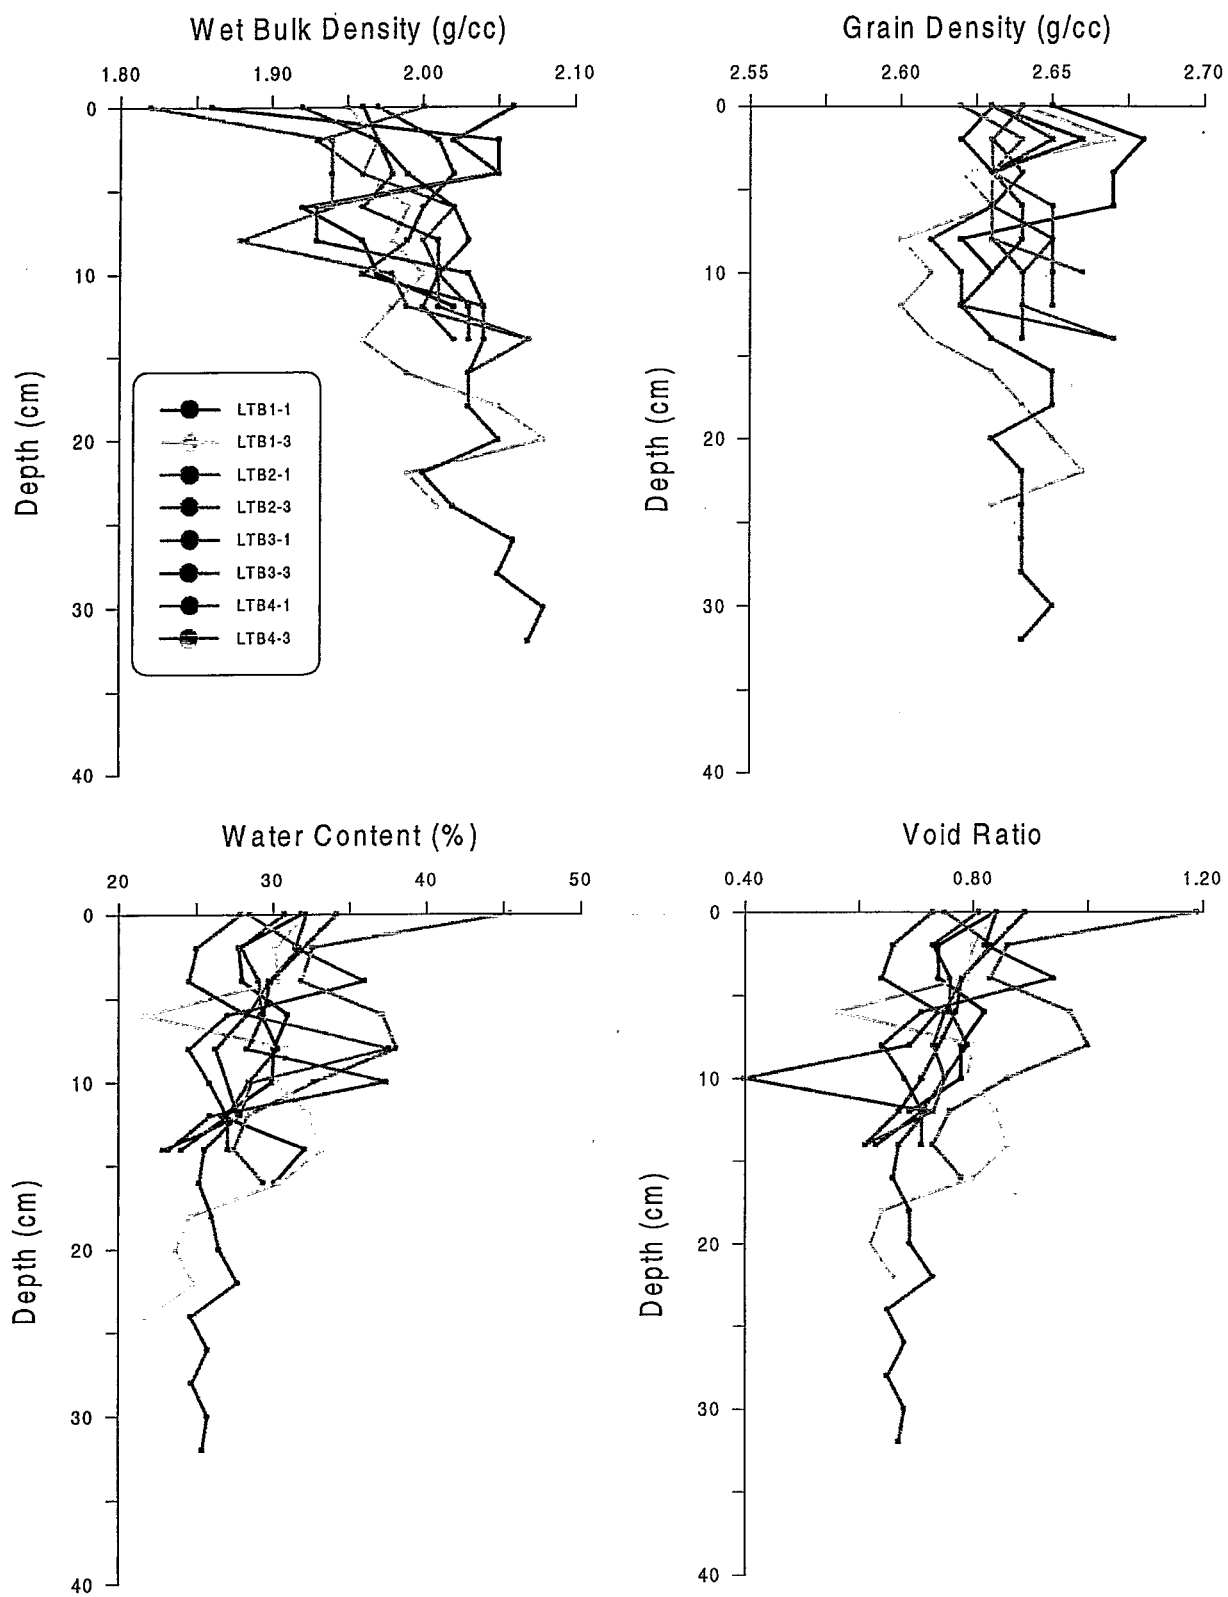 Wet Bulk Density (g/cc)
1.80 1.90 2.00 2.10
0
10
20
30
40
Depth (cm)
LTB1-1
LTB1-3
LTB2-1
LTB2-3
LTB3-1
LTB3-3
LTB4-1
LTB4-3
Grain Density (g/cc)
2.55 2.60 2.65 2.70
0
10
20
30
40
Depth (cm)
Water Content (%)
20 30 40 50
0
10
20
30
40
Depth (cm)
Void Ratio
0.40 0.80 1.20
0
10
20
30
40
Depth (cm)